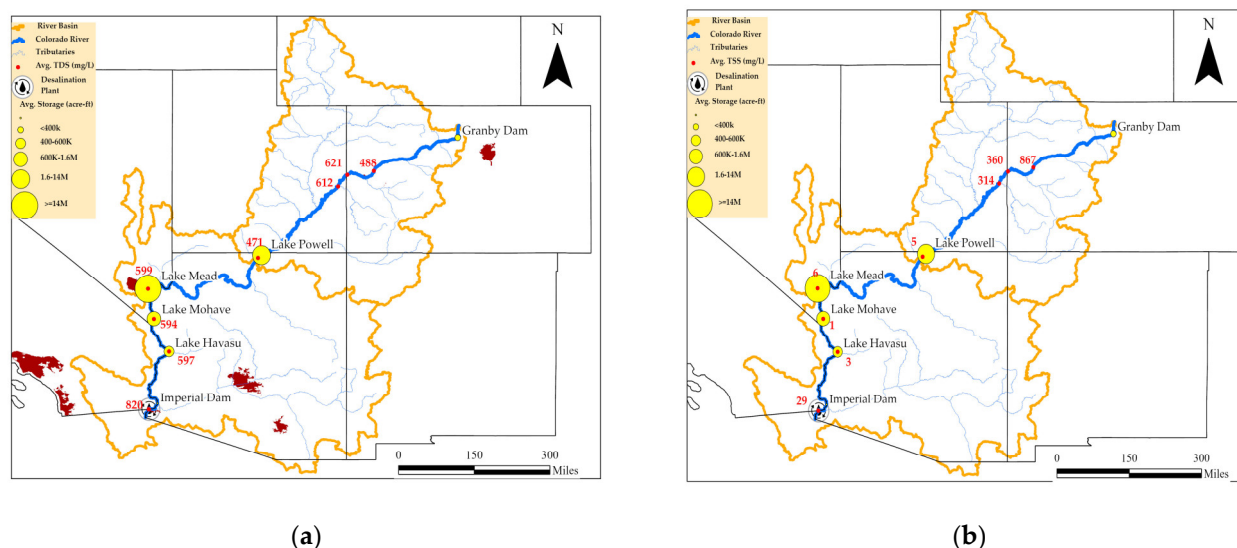 River Basin
Colorado River
Tributaries
Avg. TDS (mg/L)
Desalination
Plant
Avg. Storage (acre-ft)
<400k
400-600K
600K-1.6M
1.6-14M
>=14M
N
Granby Dam
621
488
612
471
Lake Powell
599
Lake Mead
Lake Mohave
594
Lake Havasu
597
820
Imperial Dam
0 150 300
Miles
(a)
River Basin
Colorado River
Tributaries
Avg. TSS (mg/L)
Desalination
Plant
Avg. Storage (acre-ft)
<400k
400-600K
600K-1.6M
1.6-14M
>=14M
N
Granby Dam
360
867
314
5
Lake Powell
6
Lake Mead
Lake Mohave
1
Lake Havasu
3
29
Imperial Dam
0 150 300
Miles
(b)